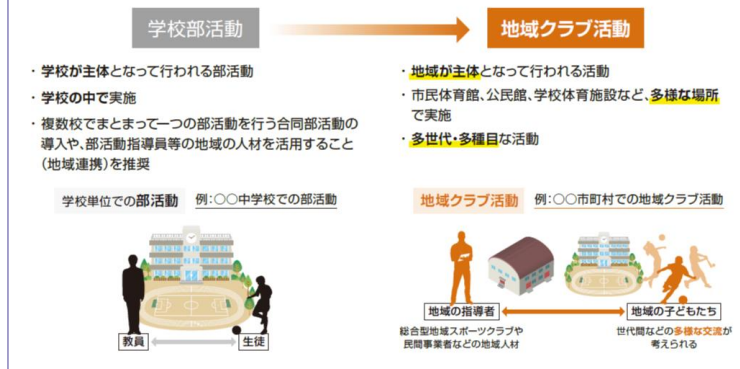 学校部活動
地域クラブ活動
・学校が主体となって行われる部活動
・学校の中で実施
・複数校でまとまって一つの部活動を行う合同部活動の
導入や、部活動指導員等の地域の人材を活用すること
（地域連携）を推奨
・地域が主体となって行われる活動
・市民体育館、公民館、学校体育施設など、多様な場所
で実施
・多世代・多種目な活動
学校単位での部活動　例：○○中学校での部活動
教員
生徒
地域クラブ活動　例：○○市町村での地域クラブ活動
地域の指導者
総合型地域スポーツクラブや
民間事業者などの地域人材
地域の子どもたち
世代間などの多様な交流が
考えられる